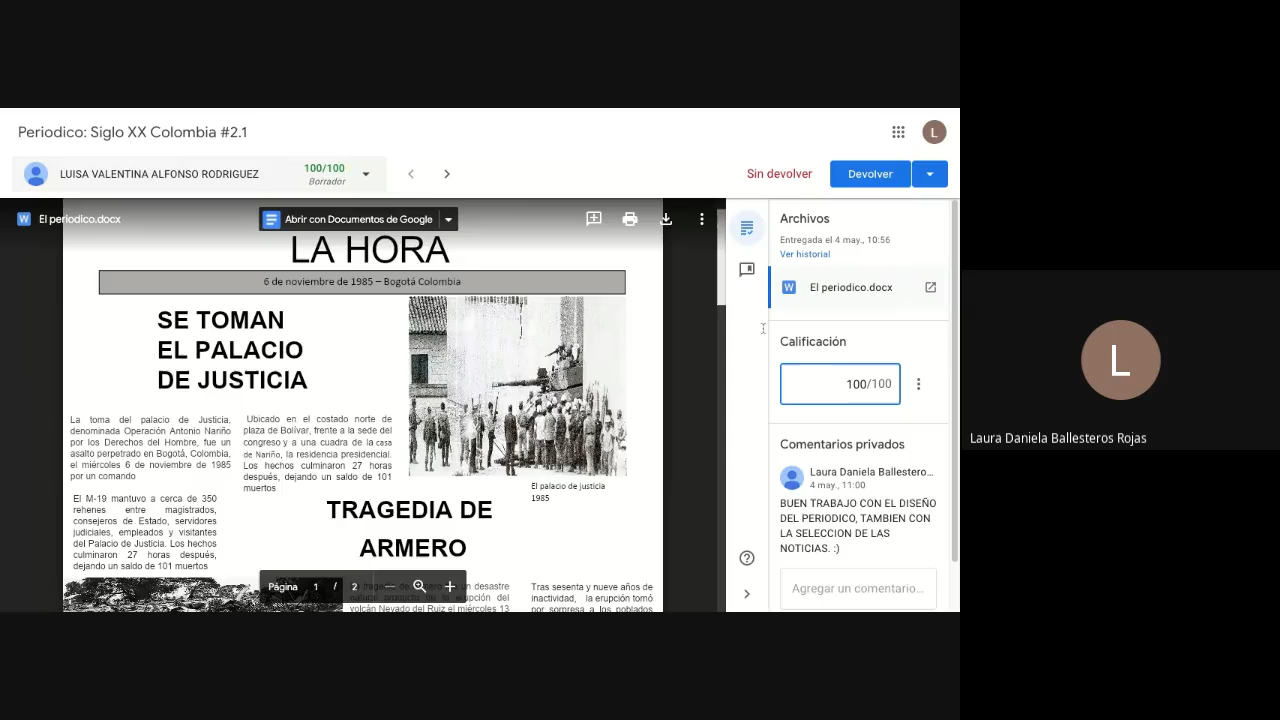 Periodico: Siglo XX Colombia #2.1
L
LUISA VALENTINA ALFONSO RODRIGUEZ
100/100
Borrador
Sin devolver
Devolver
W El periodico.docx
Abrir con Documentos de Google
LA HORA
6 de noviembre de 1985 – Bogotá Colombia
SE TOMAN
EL PALACIO
DE JUSTICIA
La toma del palacio de Justicia,
denominada Operación Antonio Nariño
por los Derechos del Hombre, fue un
asalto perpetrado en Bogotá, Colombia,
el miércoles 6 de noviembre de 1985
por un comando
El M-19 mantuvo a cerca de 350
rehenes entre magistrados,
consejeros de Estado, servidores
judiciales, empleados y visitantes
del Palacio de Justicia. Los hechos
culminaron 27 horas después,
dejando un saldo de 101 muertos
Ubicado en el costado norte de
plaza de Bolívar, frente a la sede del
congreso y a una cuadra de la casa
de Nariño, la residencia presidencial.
Los hechos culminaron 27 horas
después, dejando un saldo de 101
muertos
El palacio de justicia
1985
TRAGEDIA DE
ARMERO
un desastre
volcán Nevado del Ruiz el miércoles 13
Tras sesenta y nueve años de
inactividad, la erupción tomó
por sorpresa a los poblados
Página 1 / 2
Archivos
Entregada el 4 may., 10:56
Ver historial
W El periodico.docx
Calificación
100/100
Comentarios privados
Laura Daniela Ballestero...
4 may., 11:00
BUEN TRABAJO CON EL DISEÑO
DEL PERIODICO, TAMBIEN CON
LA SELECCION DE LAS
NOTICIAS. :)
Agregar un comentario...
L
Laura Daniela Ballesteros Rojas